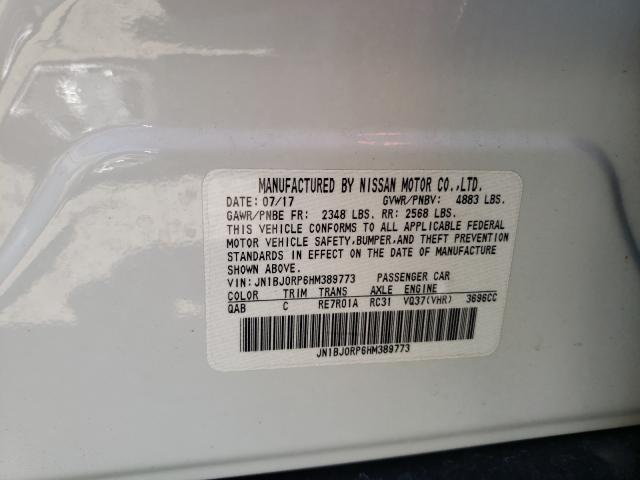 MANUFACTURED BY NISSAN MOTOR CO.,LTD.
DATE: 07/17 GVWR/PNBV: 4883 LBS.
GAWR/PNBE FR: 2348 LBS. RR: 2568 LBS.
THIS VEHICLE CONFORMS TO ALL APPLICABLE FEDERAL
MOTOR VEHICLE SAFETY,BUMPER,AND THEFT PREVENTION
STANDARDS IN EFFECT ON THE DATE OF MANUFACTURE
SHOWN ABOVE.
VIN: JN1BJ0RP6HM389773 PASSENGER CAR
COLOR TRIM TRANS AXLE ENGINE
QAB C RE7R01A RC31 VQ37(VHR) 3696CC
JN1BJ0RP6HM389773